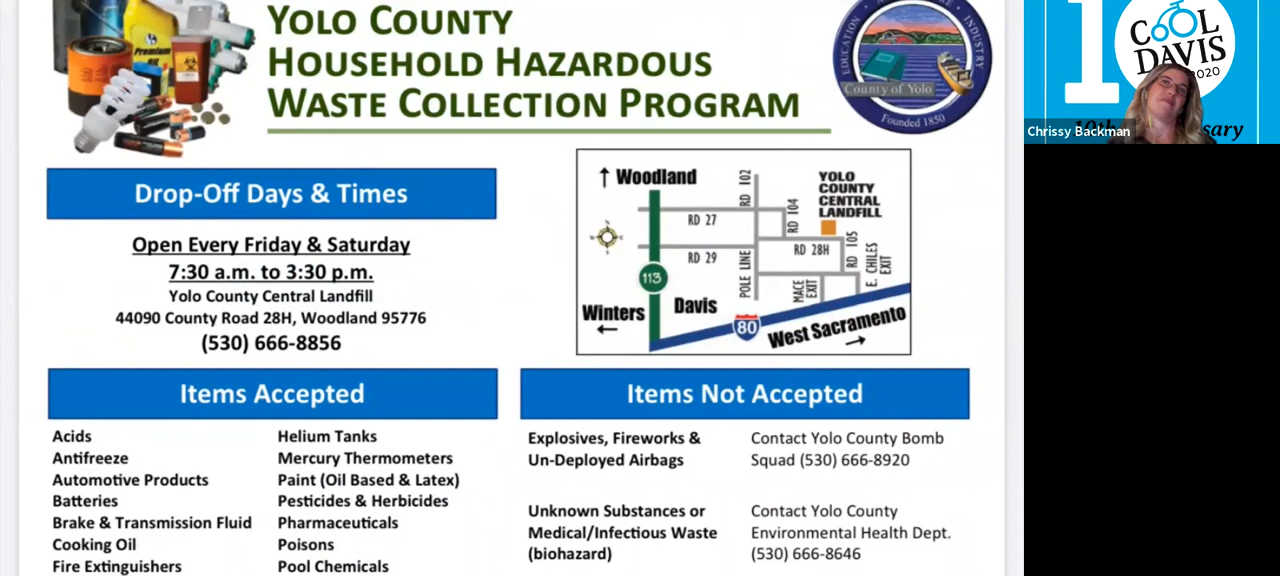 YOLO COUNTY
HOUSEHOLD HAZARDOUS
WASTE COLLECTION PROGRAM
Premium
Oil
EDUCATION
INDUSTRY
County of Yolo
Founded 1850
1
COOL
DAVIS
2020
10th
sary
Chrissy Backman
Drop-Off Days & Times
Open Every Friday & Saturday
7:30 a.m. to 3:30 p.m.
Yolo County Central Landfill
44090 County Road 28H, Woodland 95776
(530) 666-8856
Woodland
RD 102
YOLO
COUNTY
CENTRAL
LANDFILL
RD 27
RD 104
RD 29
RD 28H
RD 105
E. CHILES
EXIT
POLE LINE
MACE
EXIT
113
Winters
Davis
80
West Sacramento
Items Accepted
Acids
Antifreeze
Automotive Products
Batteries
Brake & Transmission Fluid
Cooking Oil
Fire Extinguishers
Helium Tanks
Mercury Thermometers
Paint (Oil Based & Latex)
Pesticides & Herbicides
Pharmaceuticals
Poisons
Pool Chemicals
Items Not Accepted
Explosives, Fireworks &
Un-Deployed Airbags
Contact Yolo County Bomb
Squad (530) 666-8920
Unknown Substances or
Medical/Infectious Waste
(biohazard)
Contact Yolo County
Environmental Health Dept.
(530) 666-8646